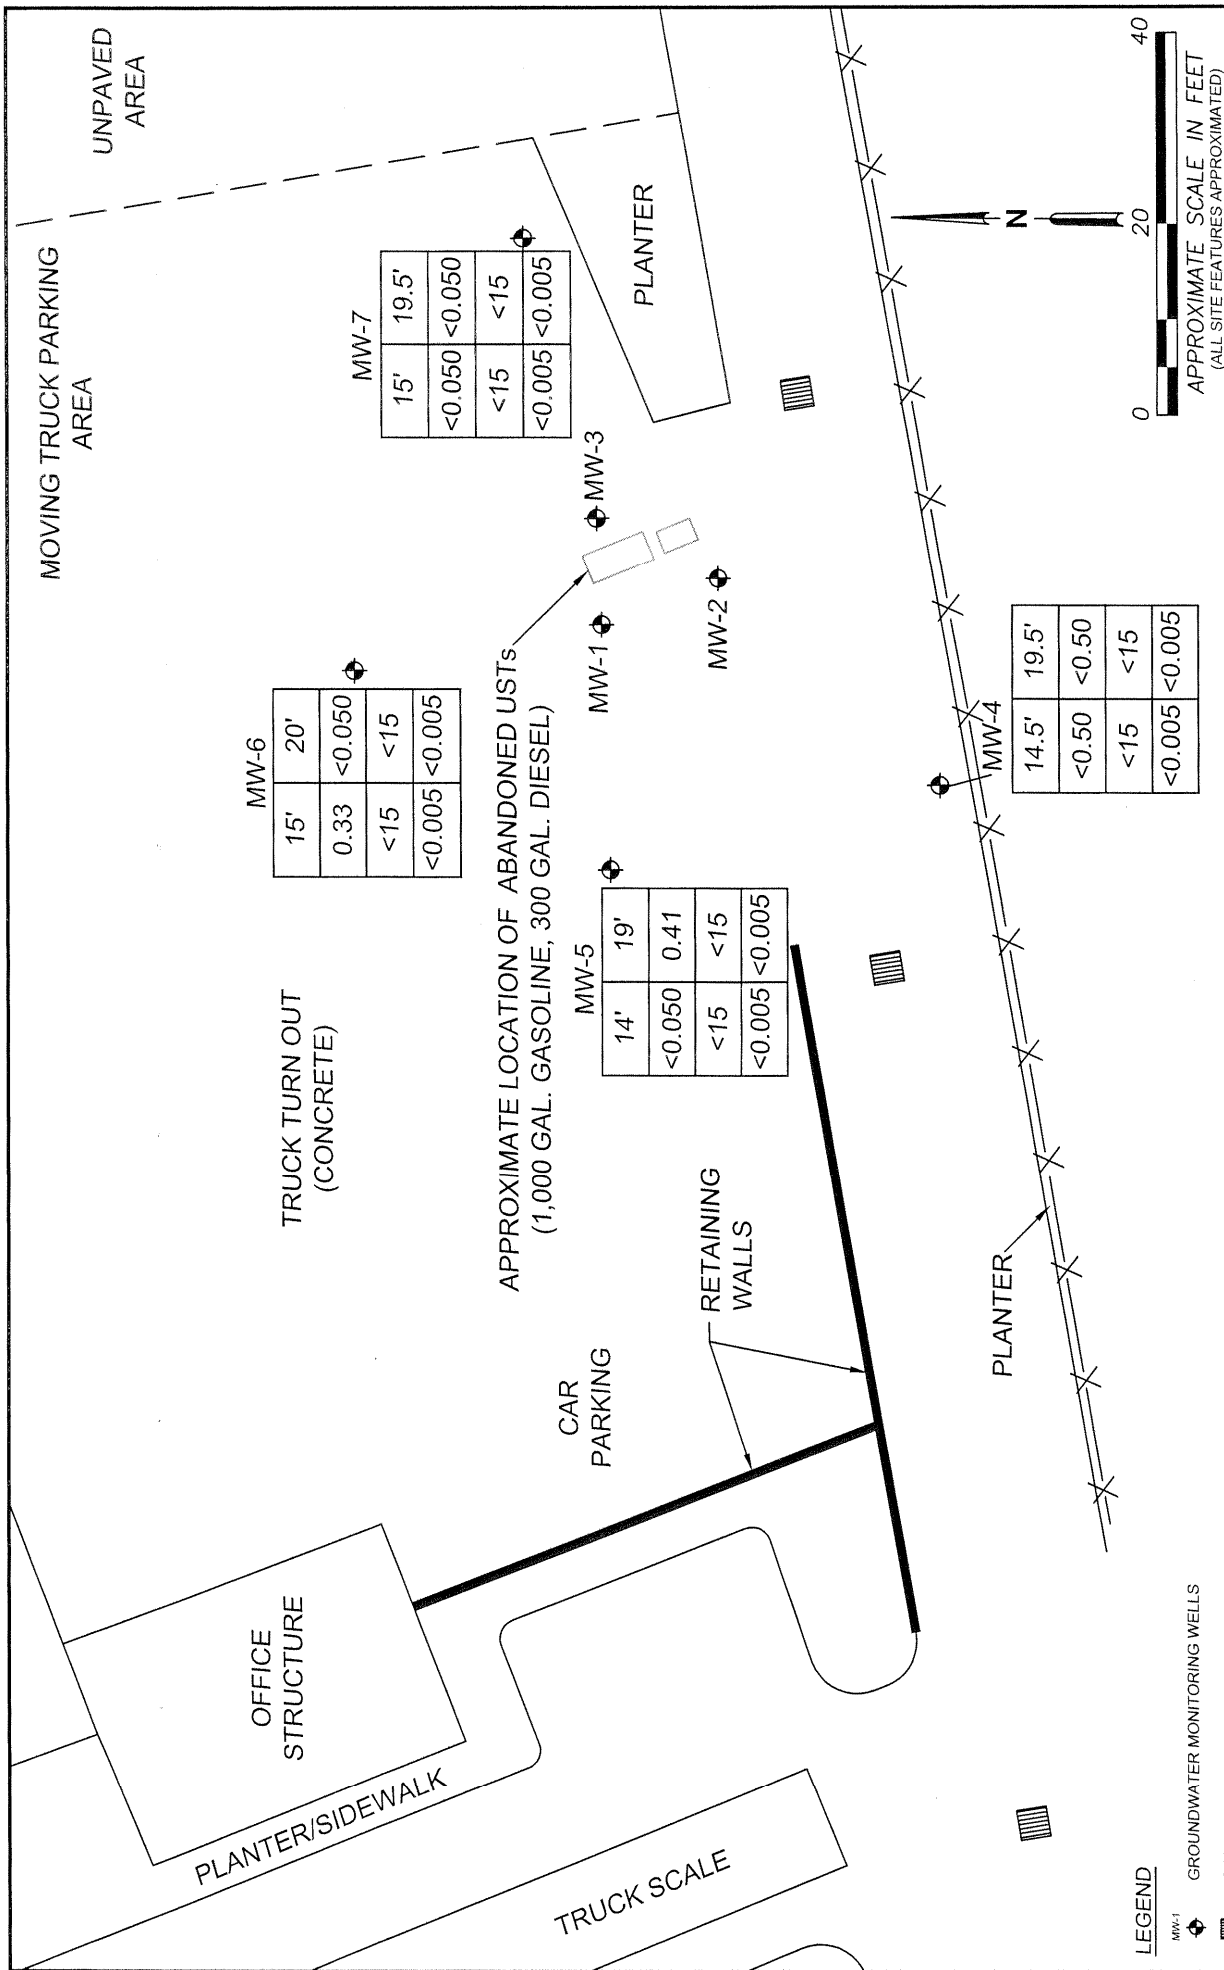 UNPAVED
AREA
MOVING TRUCK PARKING
AREA
MW-7
15' 19.5'
<0.050 <0.050
<15 <15
<0.005 <0.005
PLANTER
MW-3
MW-1
MW-2
MW-6
15' 20'
0.33 <0.050
<15 <15
<0.005 <0.005
APPROXIMATE LOCATION OF ABANDONED USTs
(1,000 GAL. GASOLINE, 300 GAL. DIESEL)
TRUCK TURN OUT
(CONCRETE)
MW-5
14' 19'
<0.050 0.41
<15 <15
<0.005 <0.005
MW-4
14.5' 19.5'
<0.50 <0.50
<15 <15
<0.005 <0.005
RETAINING
WALLS
CAR
PARKING
PLANTER
OFFICE
STRUCTURE
PLANTER/SIDEWALK
TRUCK SCALE
N
0 20 40
APPROXIMATE SCALE IN FEET
(ALL SITE FEATURES APPROXIMATED)
LEGEND
MW-1
GROUNDWATER MONITORING WELLS